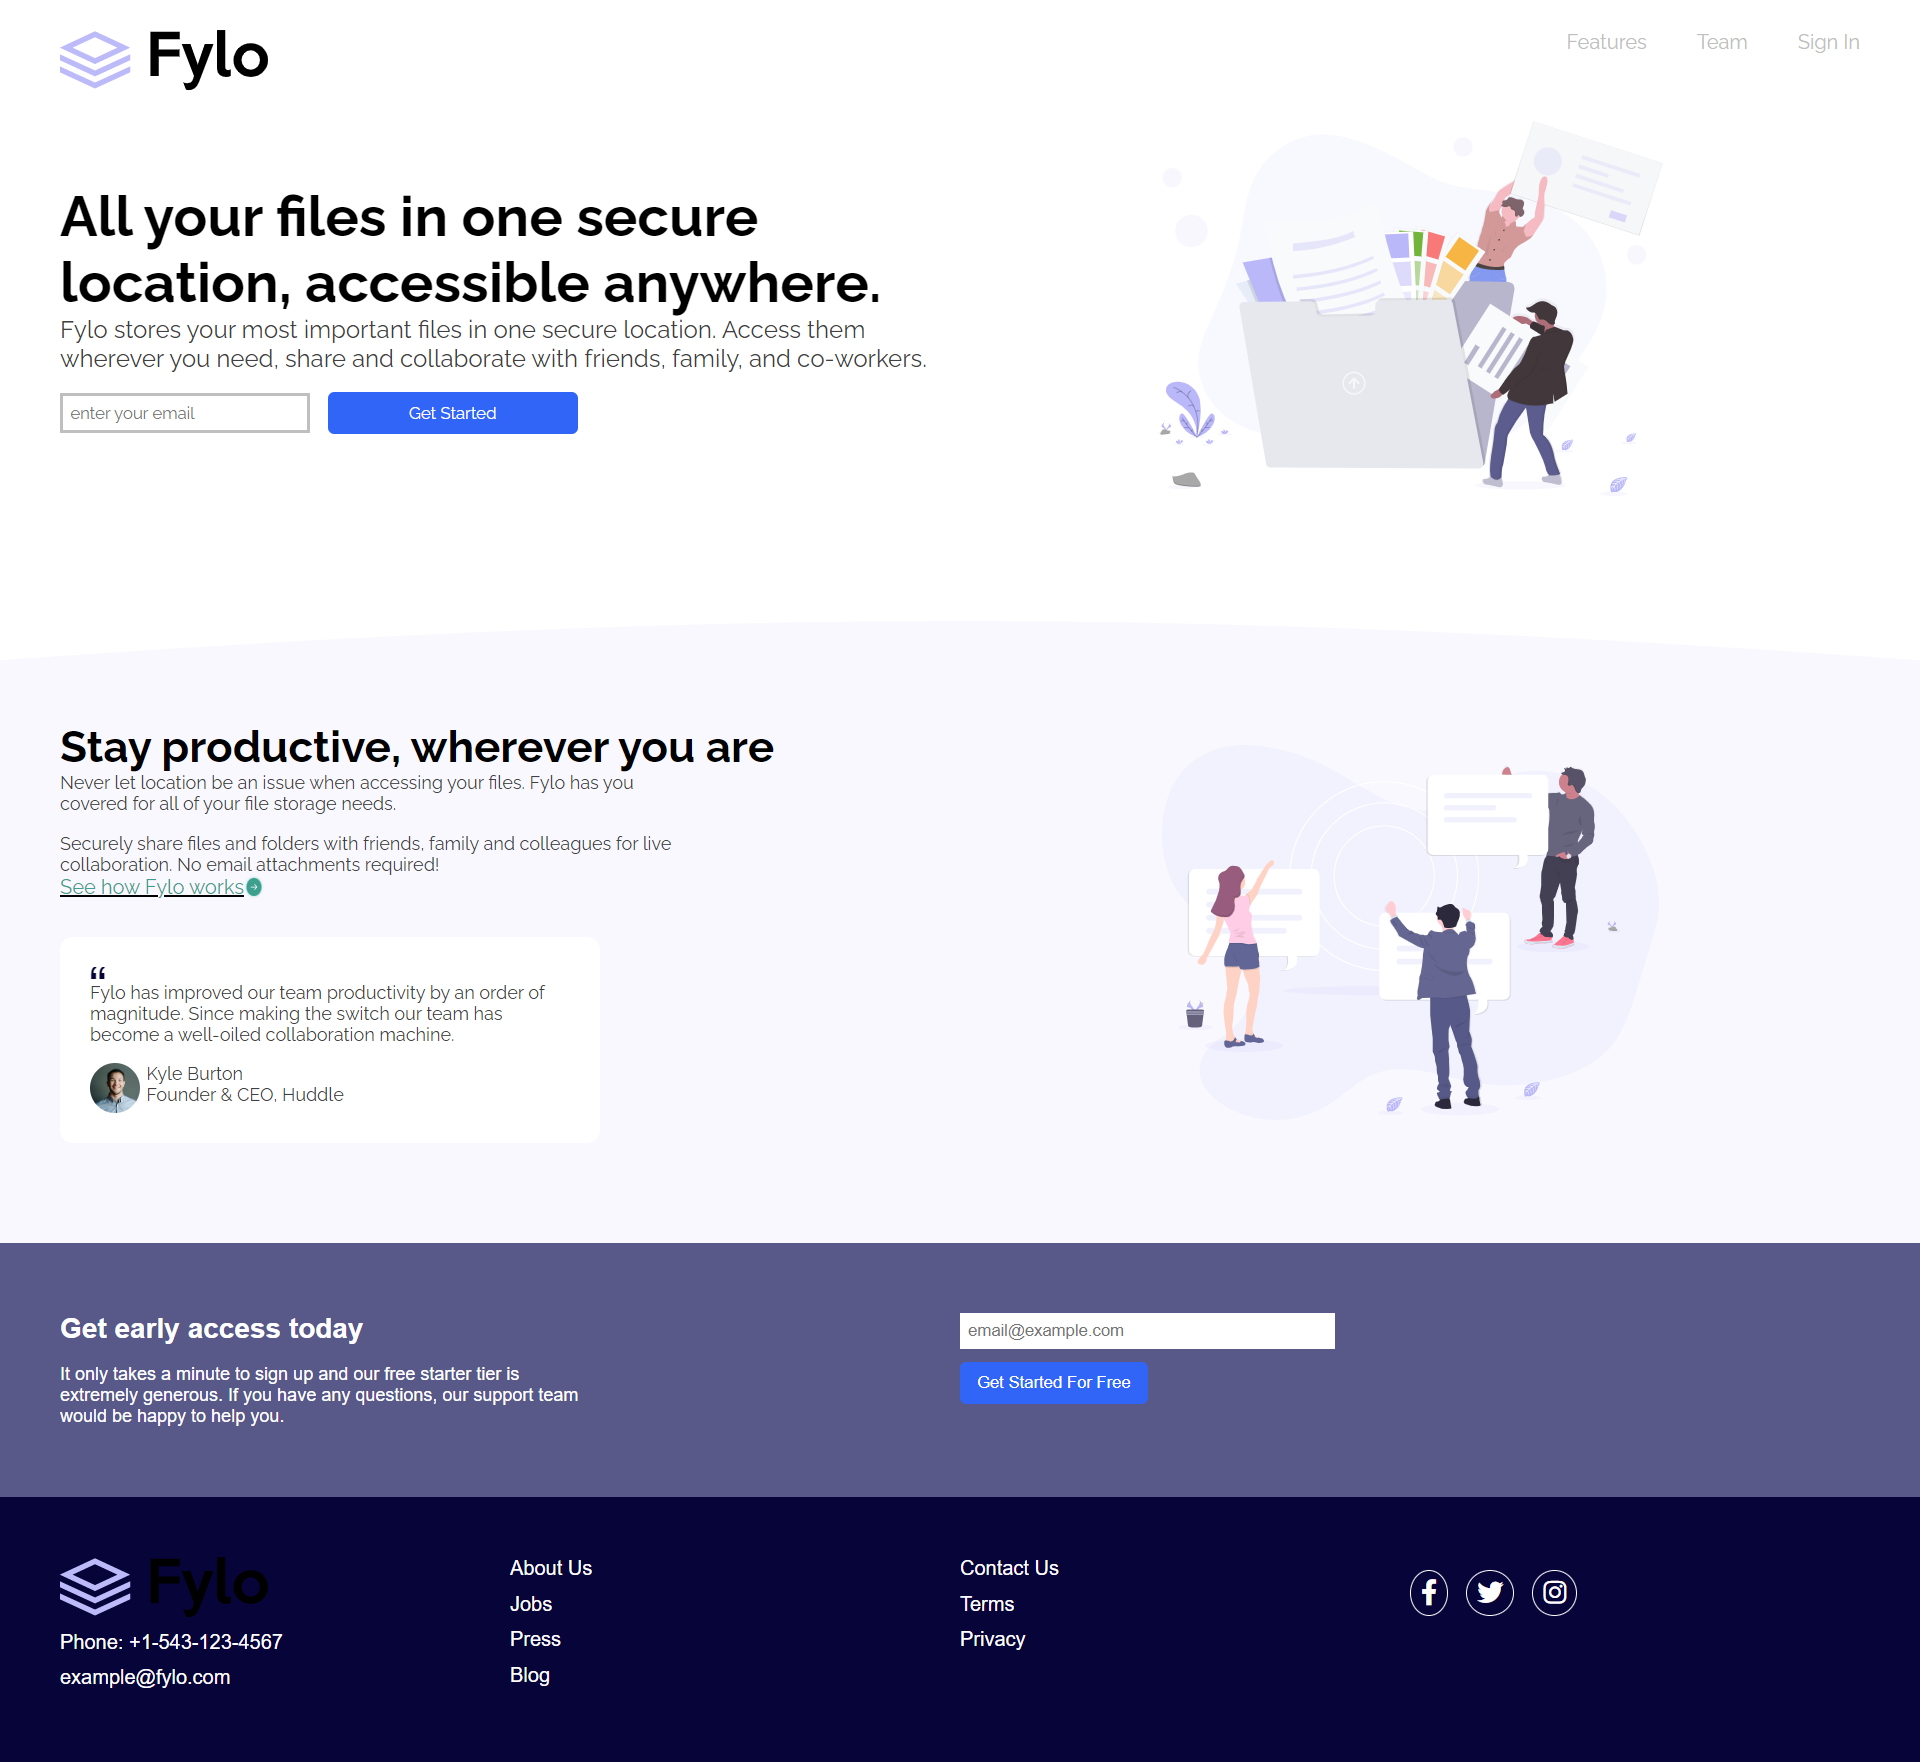 Fylo
Features
Team
Sign In
All your files in one secure
location, accessible anywhere.
Fylo stores your most important files in one secure location. Access them
wherever you need, share and collaborate with friends, family, and co-workers.
enter your email
Get Started
Stay productive, wherever you are
Never let location be an issue when accessing your files. Fylo has you
covered for all of your file storage needs.
Securely share files and folders with friends, family and colleagues for live
collaboration. No email attachments required!
See how Fylo works
“
Fylo has improved our team productivity by an order of
magnitude. Since making the switch our team has
become a well-oiled collaboration machine.
Kyle Burton
Founder & CEO, Huddle
Get early access today
It only takes a minute to sign up and our free starter tier is
extremely generous. If you have any questions, our support team
would be happy to help you.
email@example.com
Get Started For Free
Fylo
Phone: +1-543-123-4567
example@fylo.com
About Us
Jobs
Press
Blog
Contact Us
Terms
Privacy